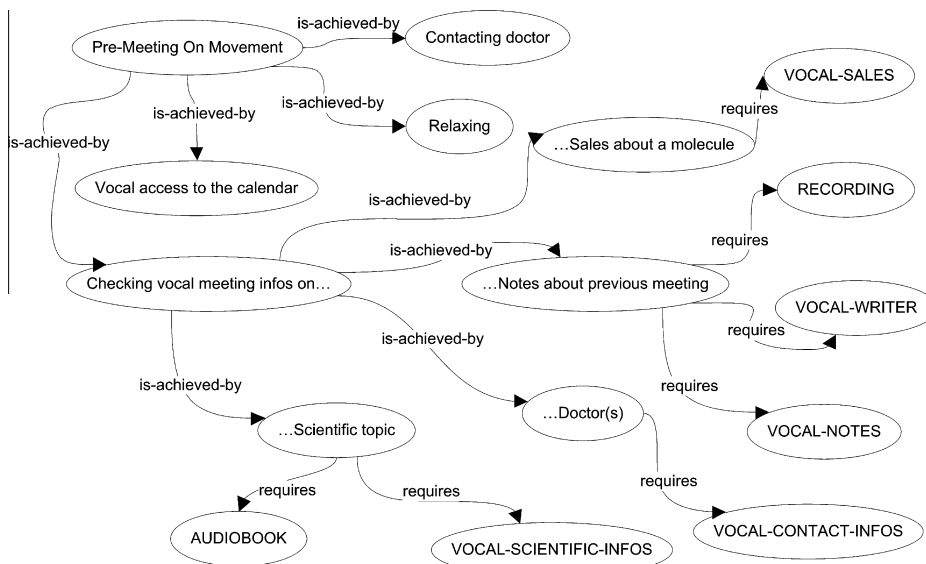 is-achieved-by
Pre-Meeting On Movement
Contacting doctor
VOCAL-SALES
is-achieved-by
is-achieved-by
requires
Relaxing
is-achieved-by
…Sales about a molecule
Vocal access to the calendar
RECORDING
is-achieved-by
requires
is-achieved-by
Checking vocal meeting infos on…
…Notes about previous meeting
VOCAL-WRITER
requires
is-achieved-by
is-achieved-by
requires
…Doctor(s)
…Scientific topic
VOCAL-NOTES
requires
requires
requires
AUDIOBOOK
VOCAL-SCIENTIFIC-INFOS
VOCAL-CONTACT-INFOS